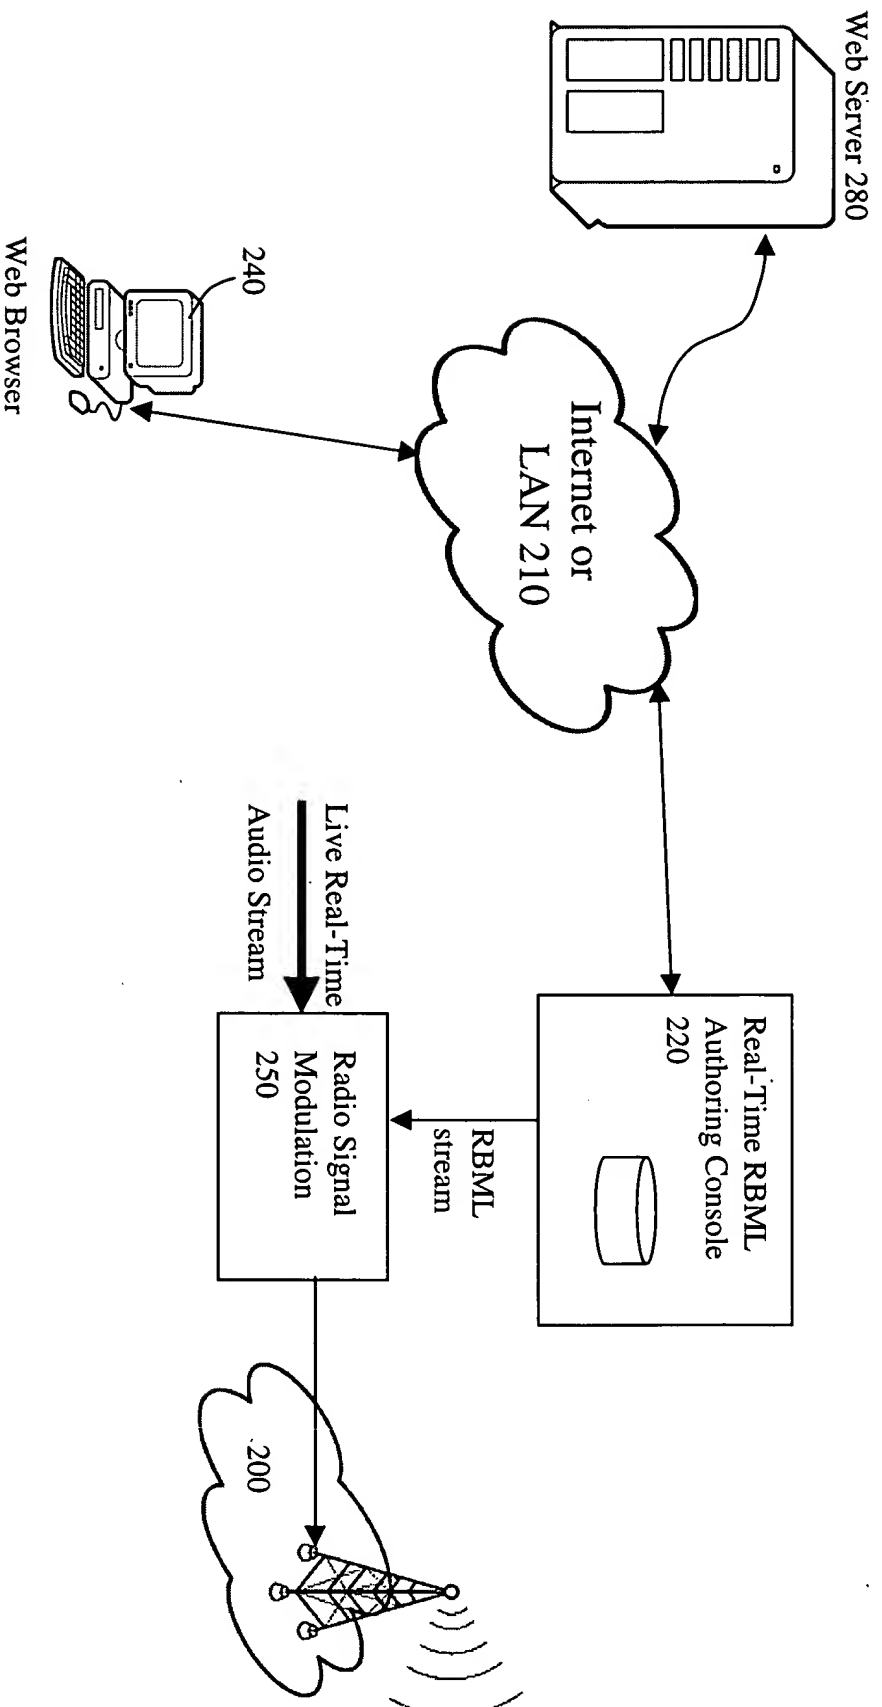 Web Server 280
Internet or
LAN 210
240
Web Browser
Real-Time RBML
Authoring Console
220
RBML
stream
Live Real-Time
Audio Stream
Radio Signal
Modulation
250
200